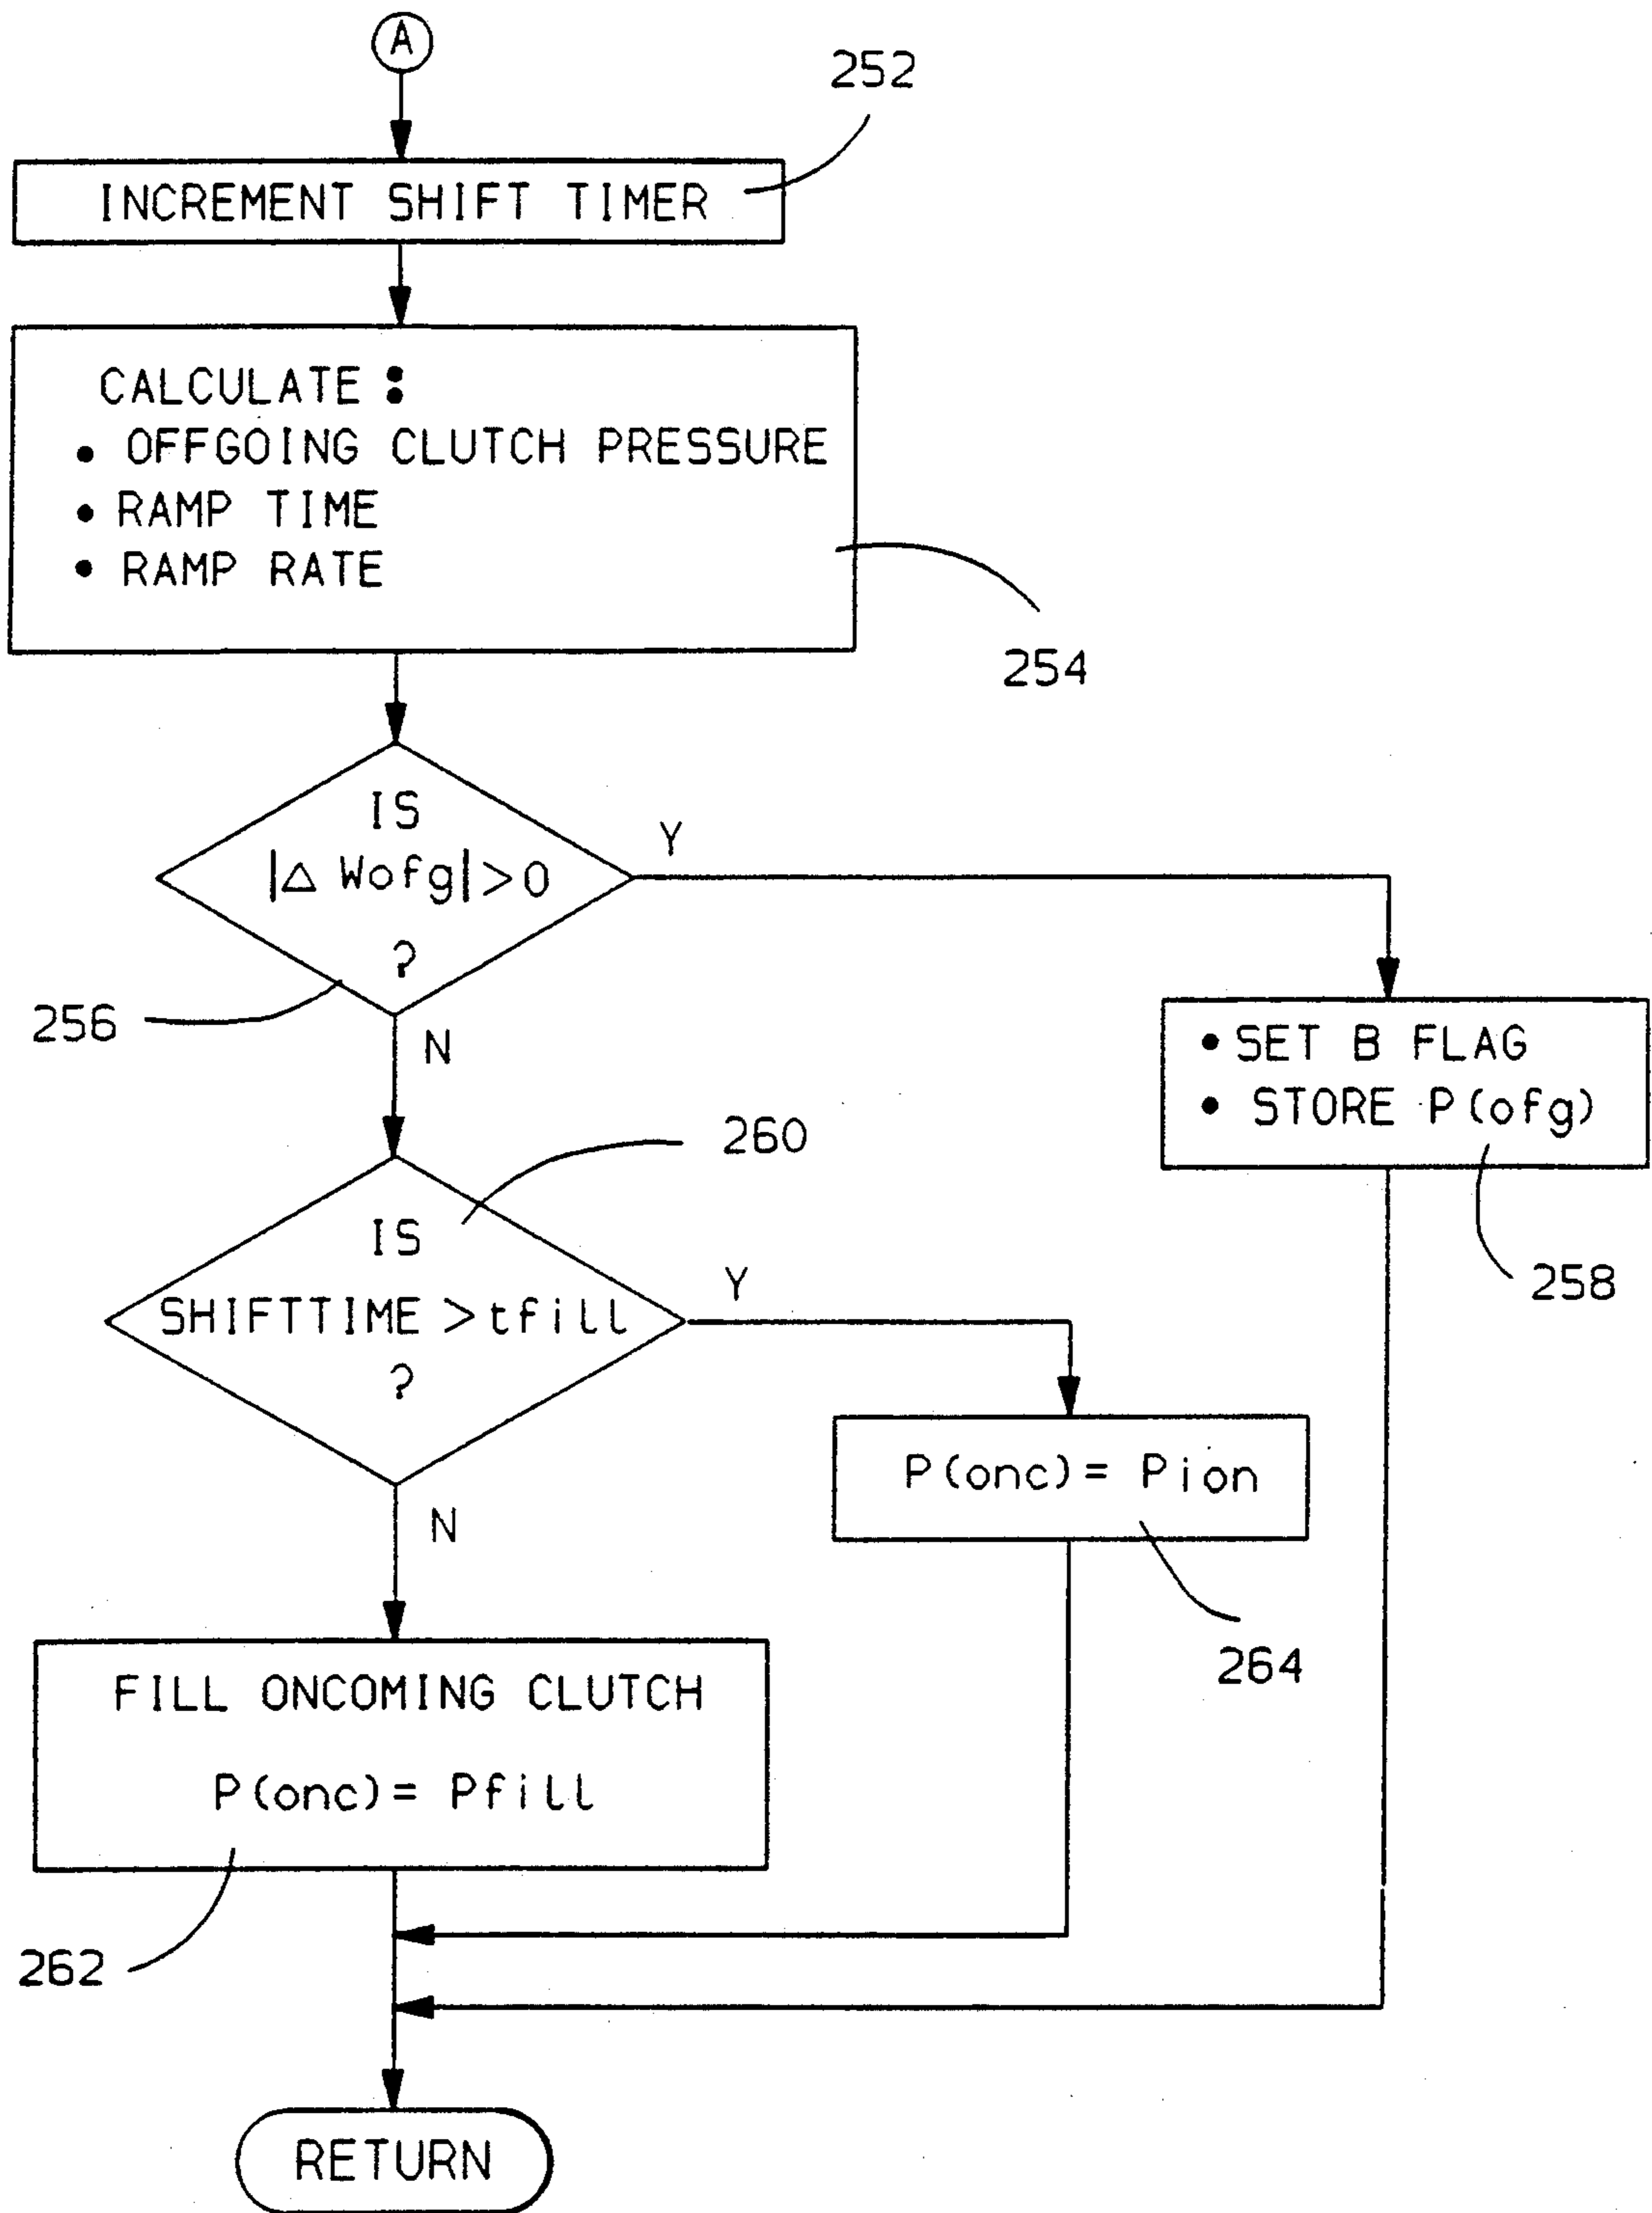 A
252
INCREMENT SHIFT TIMER
CALCULATE :
• OFFGOING CLUTCH PRESSURE
• RAMP TIME
• RAMP RATE
254
IS
|△ Wofg|>0
?
Y
256
N
• SET B FLAG
• STORE P(ofg)
258
260
IS
SHIFTTIME >tfill
?
Y
N
P(onc)= Pion
264
FILL ONCOMING CLUTCH
P(onc)= Pfill
262
RETURN